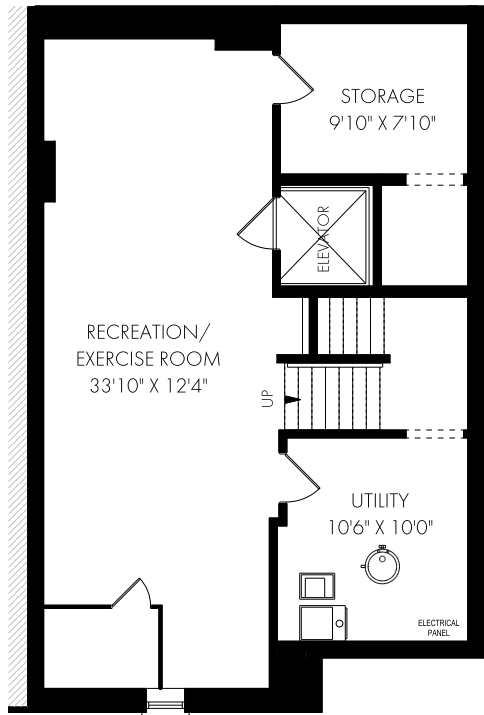 STORAGE
9'10" X 7'10"
ELEVATOR
RECREATION/
EXERCISE ROOM
33'10" X 12'4"
UP
UTILITY
10'6" X 10'0"
ELECTRICAL
PANEL